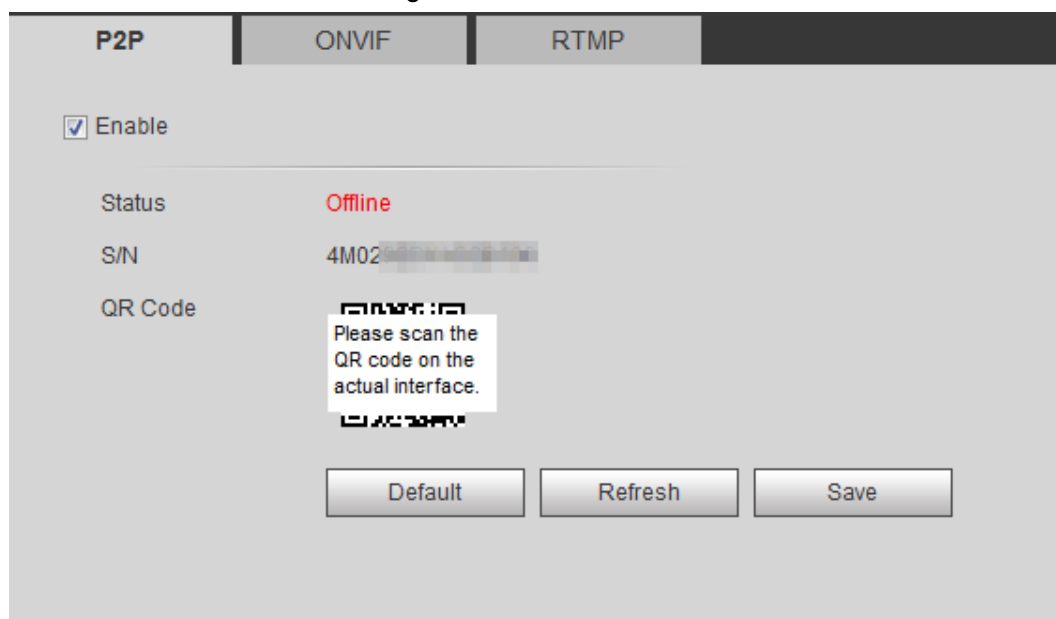 P2P ONVIF RTMP
Enable
Status Offline
S/N 4M02
QR Code
Please scan the
QR code on the
actual interface.
Default Refresh Save